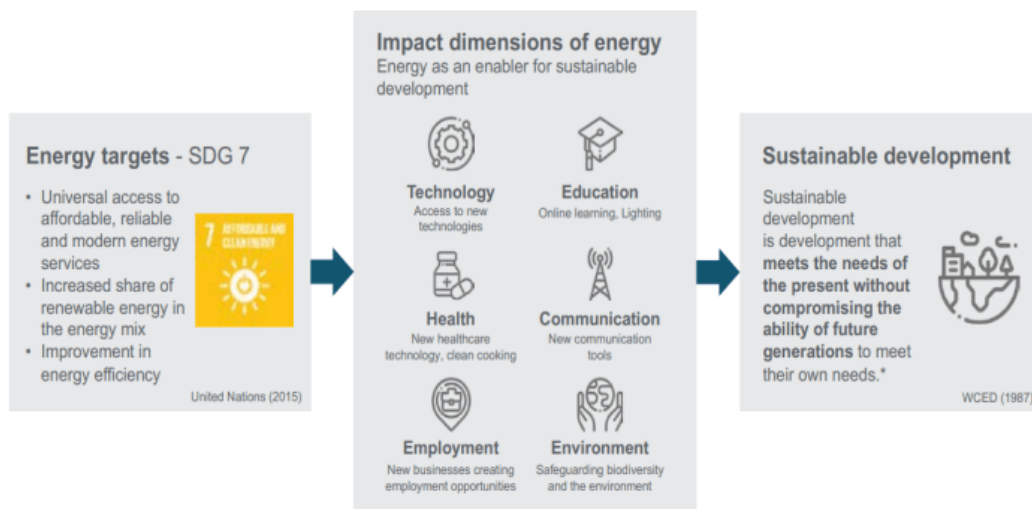 Energy targets - SDG 7
• Universal access to
affordable, reliable
and modern energy
services
• Increased share of
renewable energy in
the energy mix
• Improvement in
energy efficiency
7 AFFORDABLE AND
CLEAN ENERGY
United Nations (2015)
Impact dimensions of energy
Energy as an enabler for sustainable
development
Technology
Access to new
technologies
Education
Online learning, Lighting
Health
New healthcare
technology, clean cooking
Communication
New communication
tools
Employment
New businesses creating
employment opportunities
Environment
Safeguarding biodiversity
and the environment
Sustainable development
Sustainable
development
is development that
meets the needs of
the present without
compromising the
ability of future
generations to meet
their own needs.*
WCED (1987)